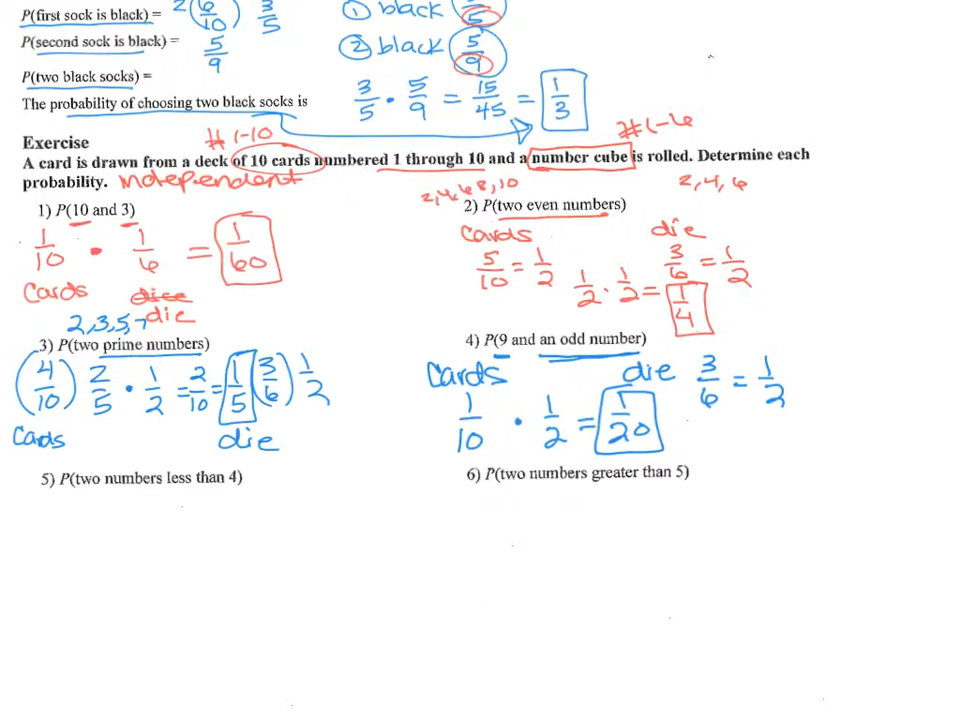 P(first sock is black) = 2(6/10) 3/5 ① black 5
P(second sock is black) = 5/9 ② black (5/9)
P(two black socks) =
The probability of choosing two black socks is 3/5 · 5/9 = 15/45 = 1/3
Exercise # 1-10 # 1-6
A card is drawn from a deck of 10 cards numbered 1 through 10 and a number cube is rolled. Determine each
probability. Independent 2,4,6 8,10 2,4,6
1) P(10 and 3) 2) P(two even numbers)
1/10 · 1/6 = 1/60 cards die
5/10 = 1/2 3/6 = 1/2
cards dice 1/2 · 1/2 = 1/4
die
2,3,5,7
3) P(two prime numbers) 4) P(9 and an odd number)
(4/10) 2/5 · 1/2 = 2/10 = 1/5 (3/6) 1/2 cards die 3/6 = 1/2
1/10 · 1/2 = 1/20
cards die
5) P(two numbers less than 4) 6) P(two numbers greater than 5)